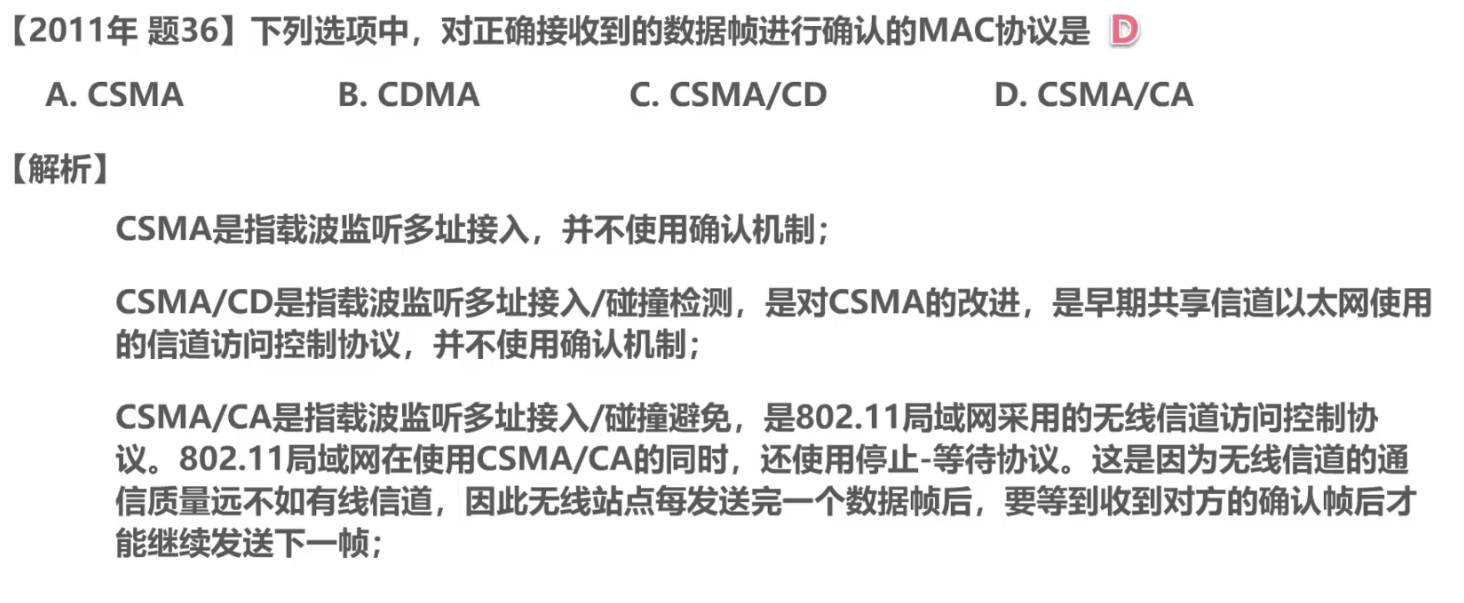 【2011年 题36】下列选项中，对正确接收到的数据帧进行确认的MAC协议是 D
A. CSMA B. CDMA C. CSMA/CD D. CSMA/CA
【解析】
CSMA是指载波监听多址接入，并不使用确认机制；
CSMA/CD是指载波监听多址接入/碰撞检测，是对CSMA的改进，是早期共享信道以太网使用
的信道访问控制协议，并不使用确认机制；
CSMA/CA是指载波监听多址接入/碰撞避免，是802.11局域网采用的无线信道访问控制协
议。802.11局域网在使用CSMA/CA的同时，还使用停止-等待协议。这是因为无线信道的通
信质量远不如有线信道，因此无线站点每发送完一个数据帧后，要等到收到对方的确认帧后才
能继续发送下一帧；